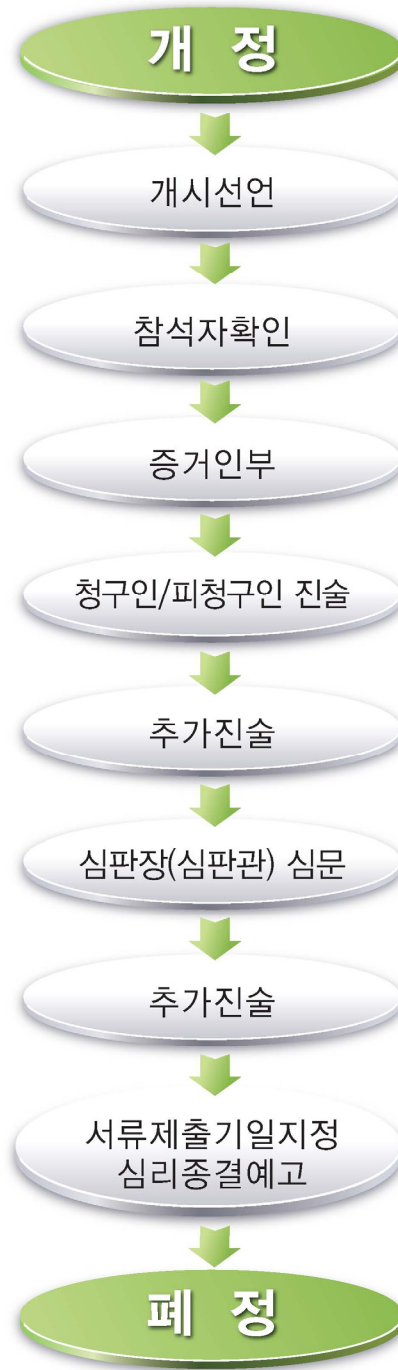 개 정
개시선언
참석자확인
증거인부
청구인/피청구인 진술
추가진술
심판장(심판관) 심문
추가진술
서류제출기일지정
심리종결예고
폐 정